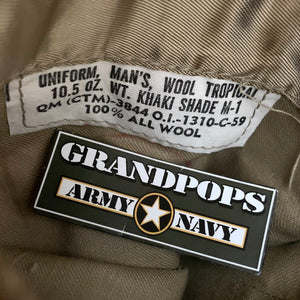 UNIFORM, MAN'S, WOOL TROPICAL
10.5 OZ. WT. KHAKI SHADE M-1
QM (CTM)-3844 O.I.-1310-C-59
100% ALL WOOL
GRANDPOPS
ARMY NAVY